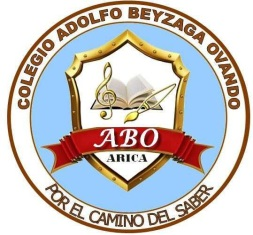 COLEGIO ADOLFO BEYZAGA OVANDO
ABO
ARICA
POR EL CAMINO DEL SABER